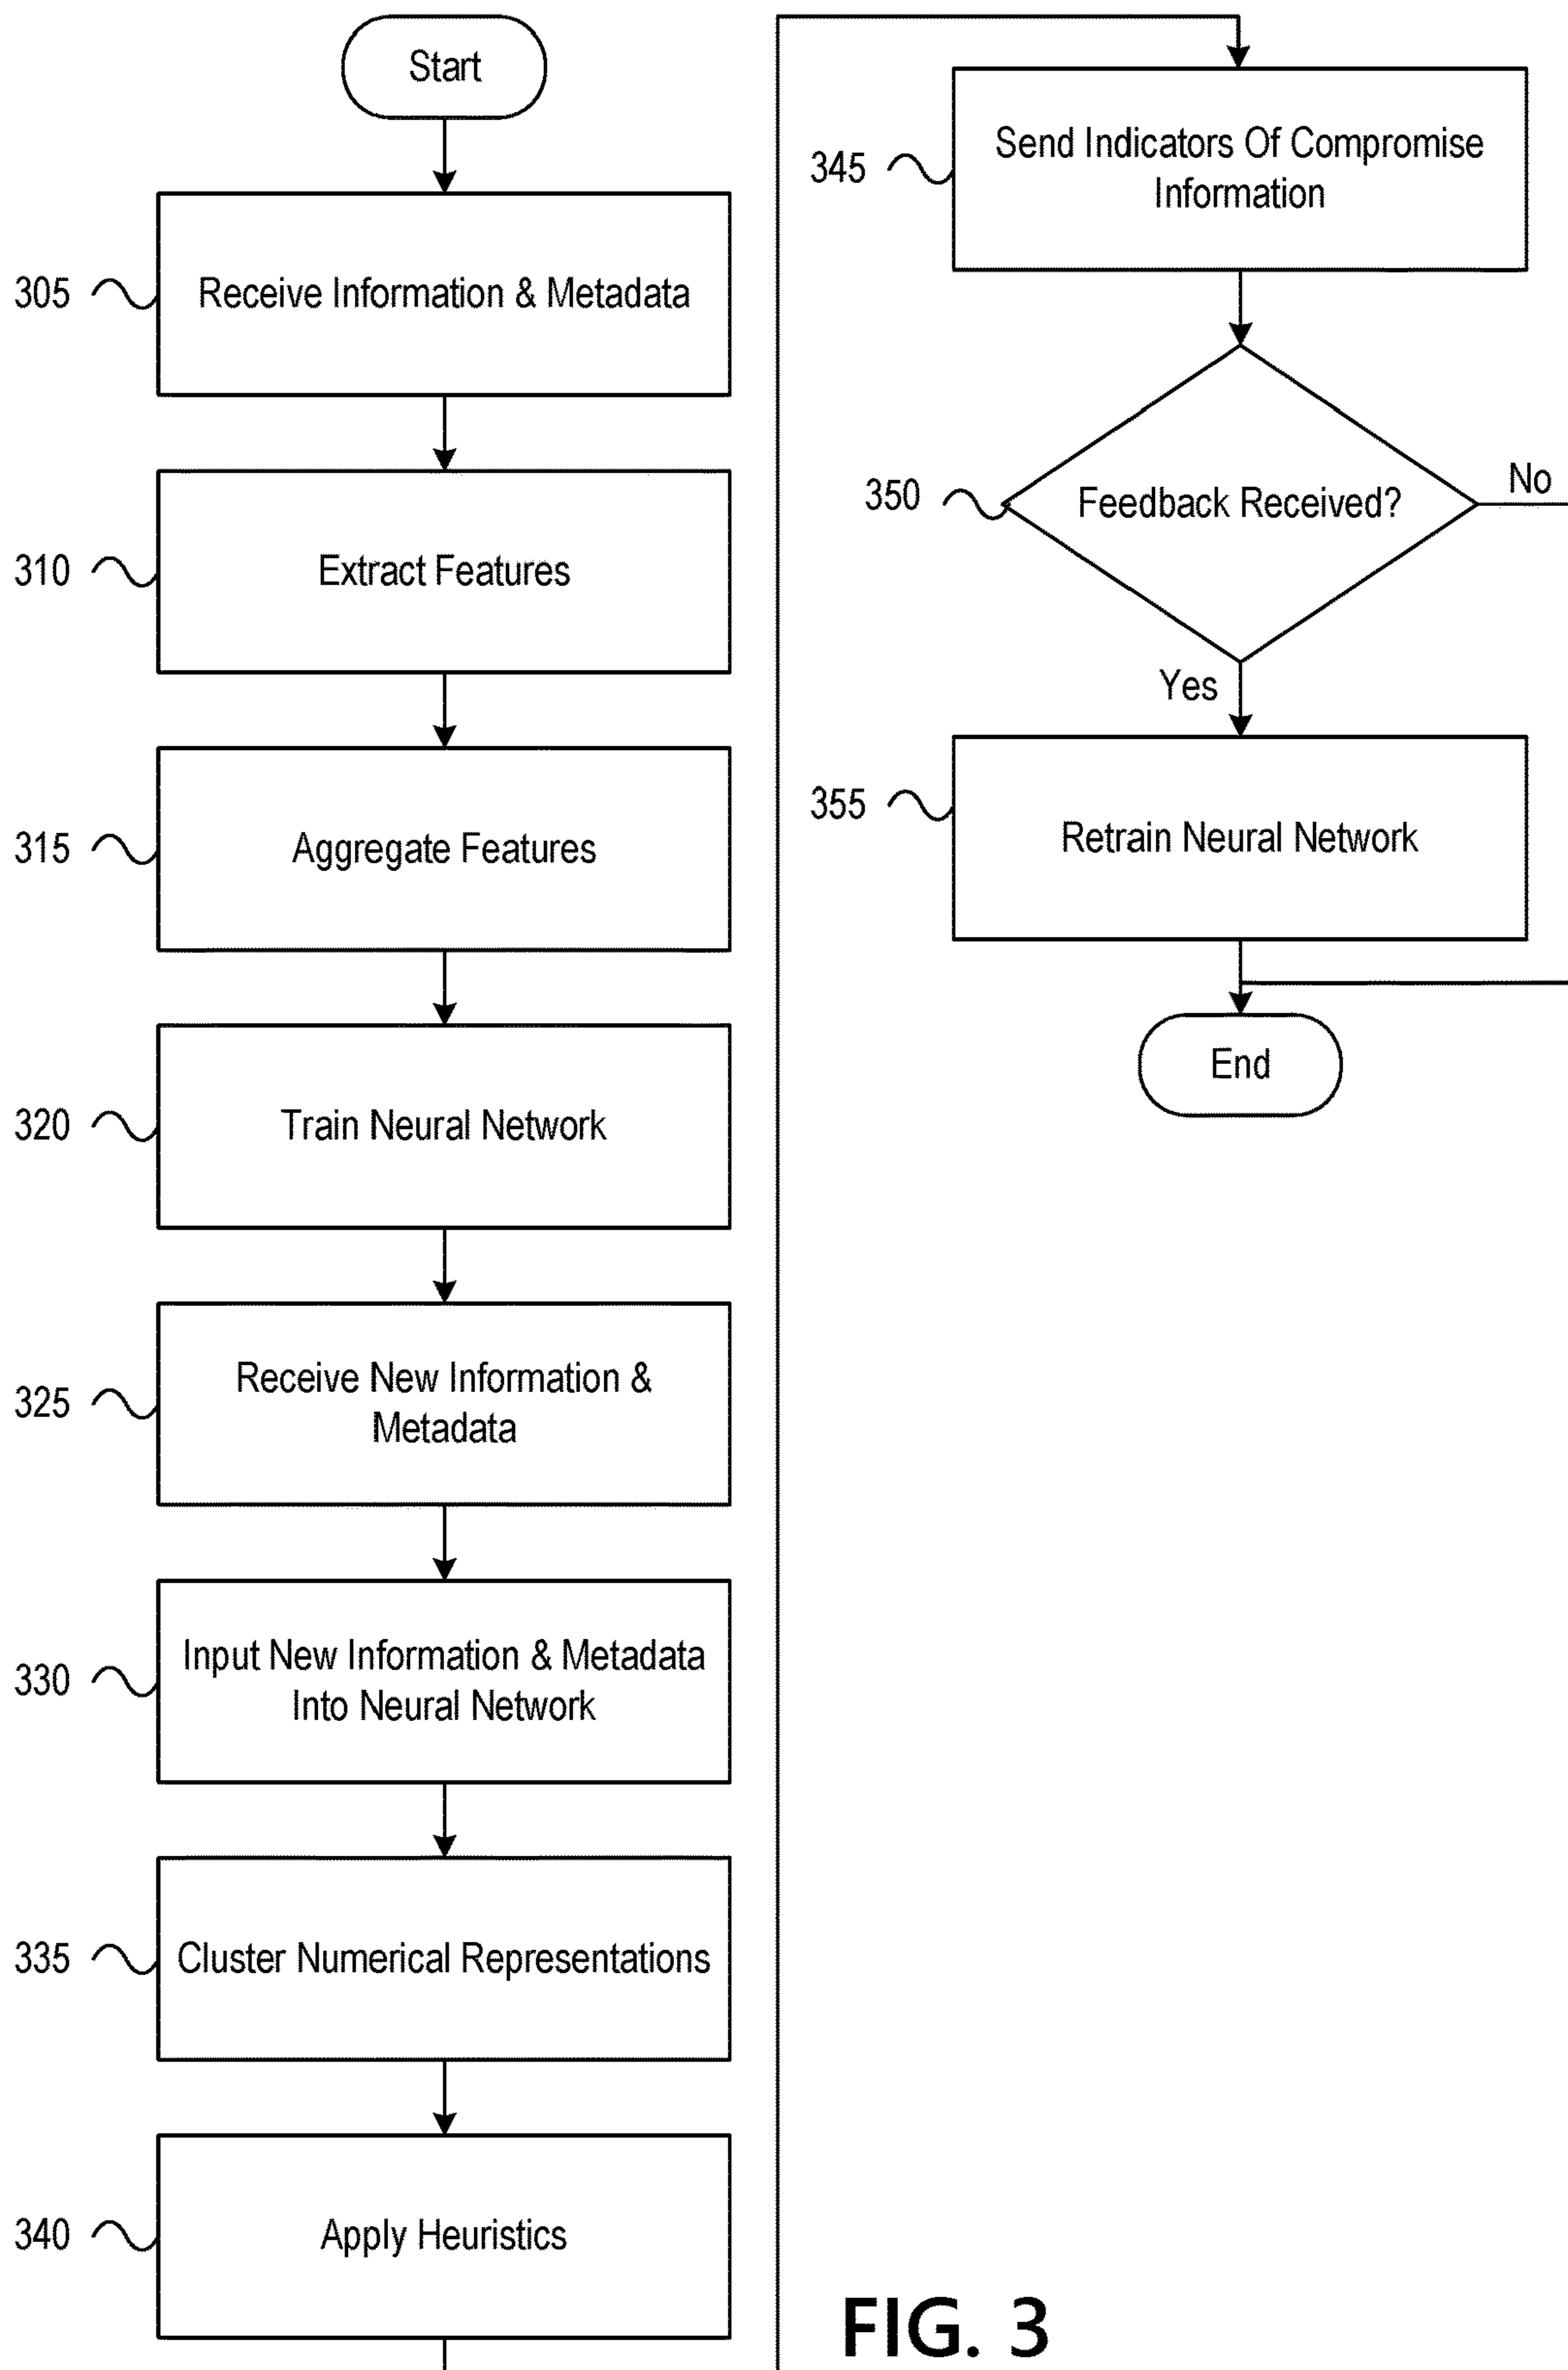 Start
305
Receive Information & Metadata
310
Extract Features
315
Aggregate Features
320
Train Neural Network
325
Receive New Information &
Metadata
330
Input New Information & Metadata
Into Neural Network
335
Cluster Numerical Representations
340
Apply Heuristics
345
Send Indicators Of Compromise
Information
350
Feedback Received?
No
Yes
355
Retrain Neural Network
End
FIG. 3